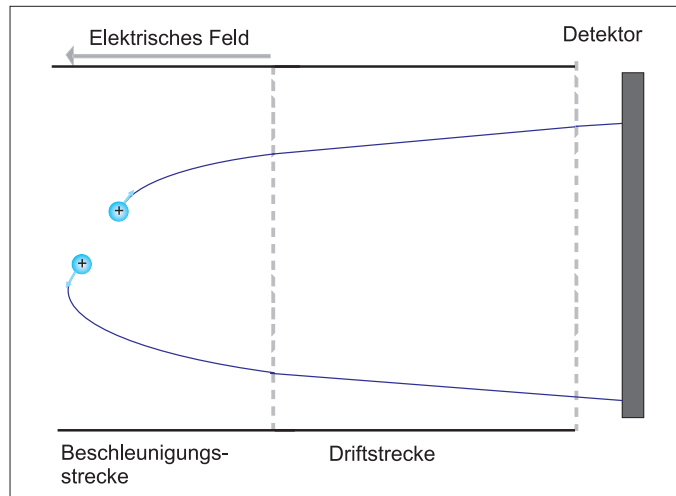 Elektrisches Feld
Detektor
+
+
Beschleunigungs-
strecke
Driftstrecke